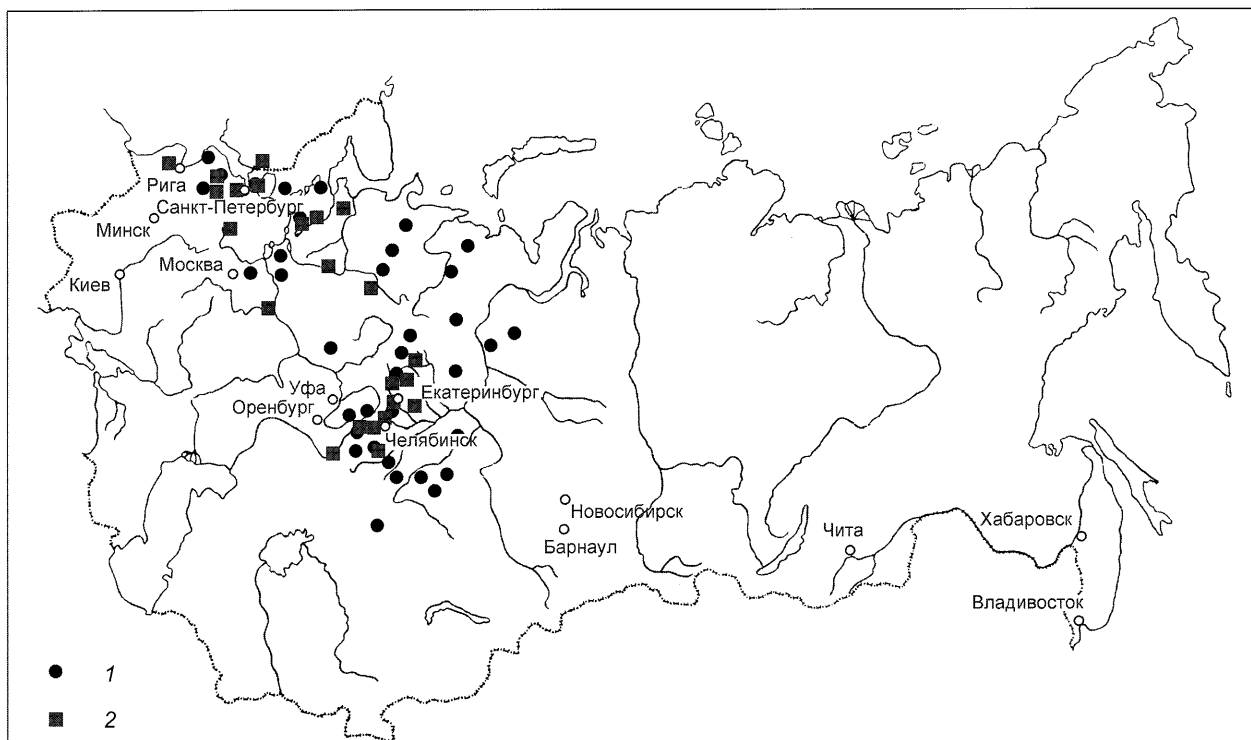 Рига
Санкт-Петербург
Минск
Москва
Киев
Уфа
Екатеринбург
Оренбург
Челябинск
Новосибирск
Барнаул
Чита
Хабаровск
Владивосток
1
2